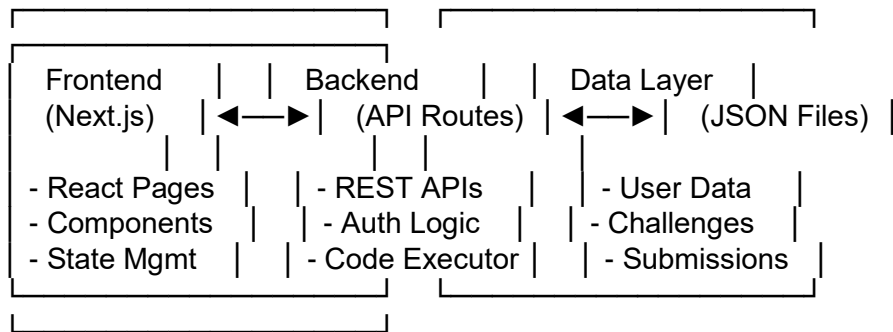 Frontend │ │ Backend │ │ Data Layer │
(Next.js) │◄──►│ (API Routes) │◄──►│ (JSON Files) │
- React Pages │ │ - REST APIs │ │ - User Data │
- Components │ │ - Auth Logic │ │ - Challenges │
- State Mgmt │ │ - Code Executor│ │ - Submissions │